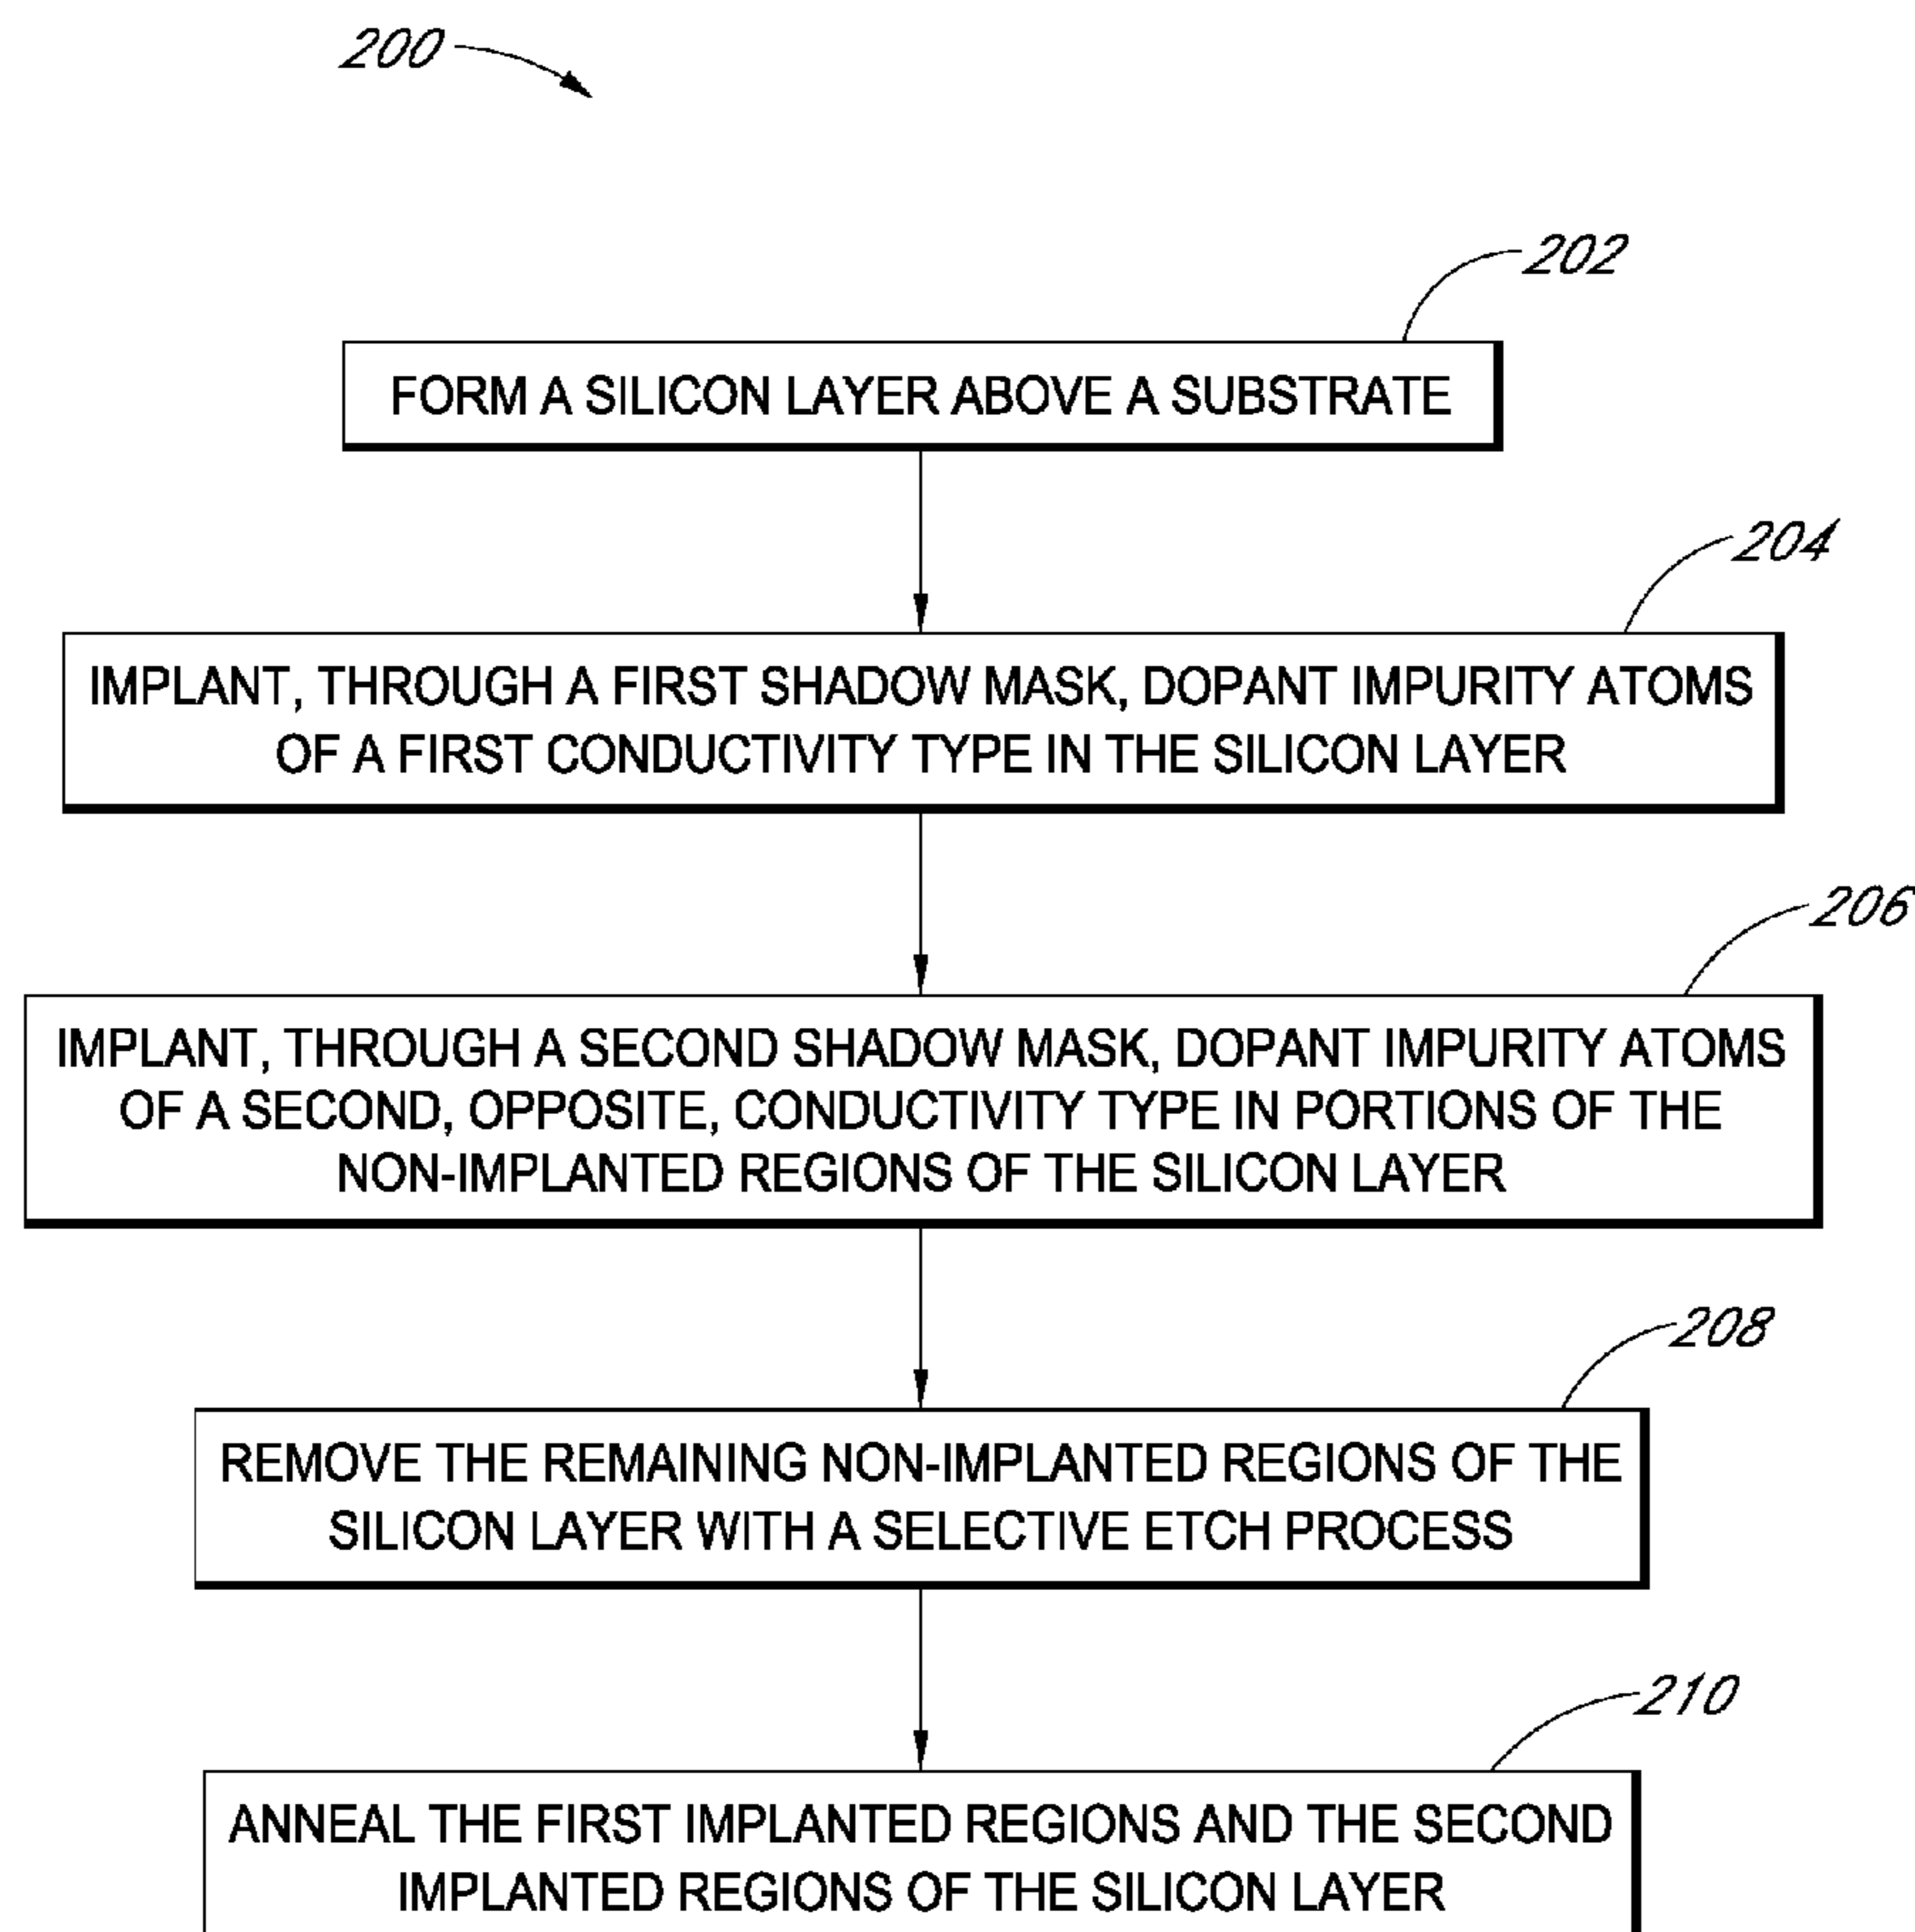 200
202
FORM A SILICON LAYER ABOVE A SUBSTRATE
204
IMPLANT, THROUGH A FIRST SHADOW MASK, DOPANT IMPURITY ATOMS
OF A FIRST CONDUCTIVITY TYPE IN THE SILICON LAYER
206
IMPLANT, THROUGH A SECOND SHADOW MASK, DOPANT IMPURITY ATOMS
OF A SECOND, OPPOSITE, CONDUCTIVITY TYPE IN PORTIONS OF THE
NON-IMPLANTED REGIONS OF THE SILICON LAYER
208
REMOVE THE REMAINING NON-IMPLANTED REGIONS OF THE
SILICON LAYER WITH A SELECTIVE ETCH PROCESS
210
ANNEAL THE FIRST IMPLANTED REGIONS AND THE SECOND
IMPLANTED REGIONS OF THE SILICON LAYER